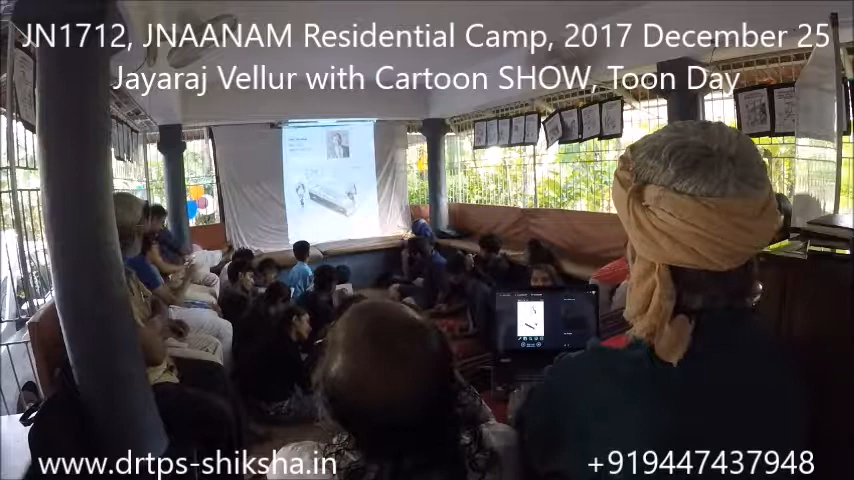 JN1712, JNAANAM Residential Camp, 2017 December 25
Jayaraj Vellur with Cartoon SHOW, Toon Day
www.drtps-shiksha.in
+919447437948